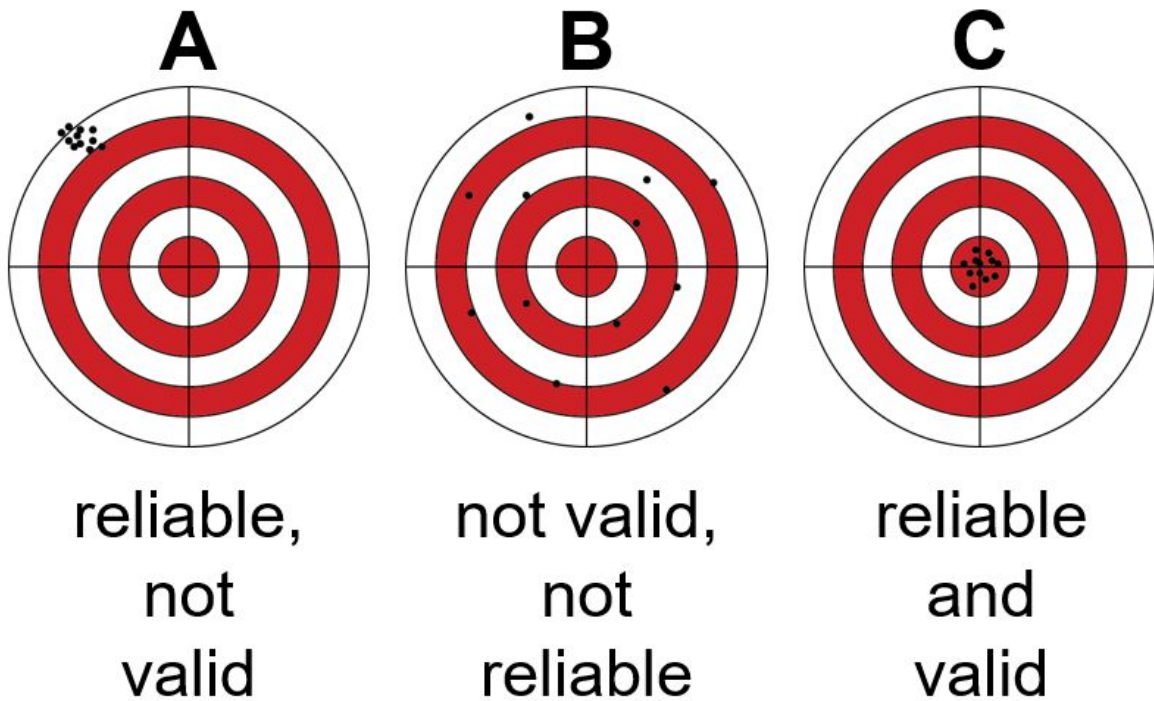 A
B
C
reliable,
not
valid
not valid,
not
reliable
reliable
and
valid